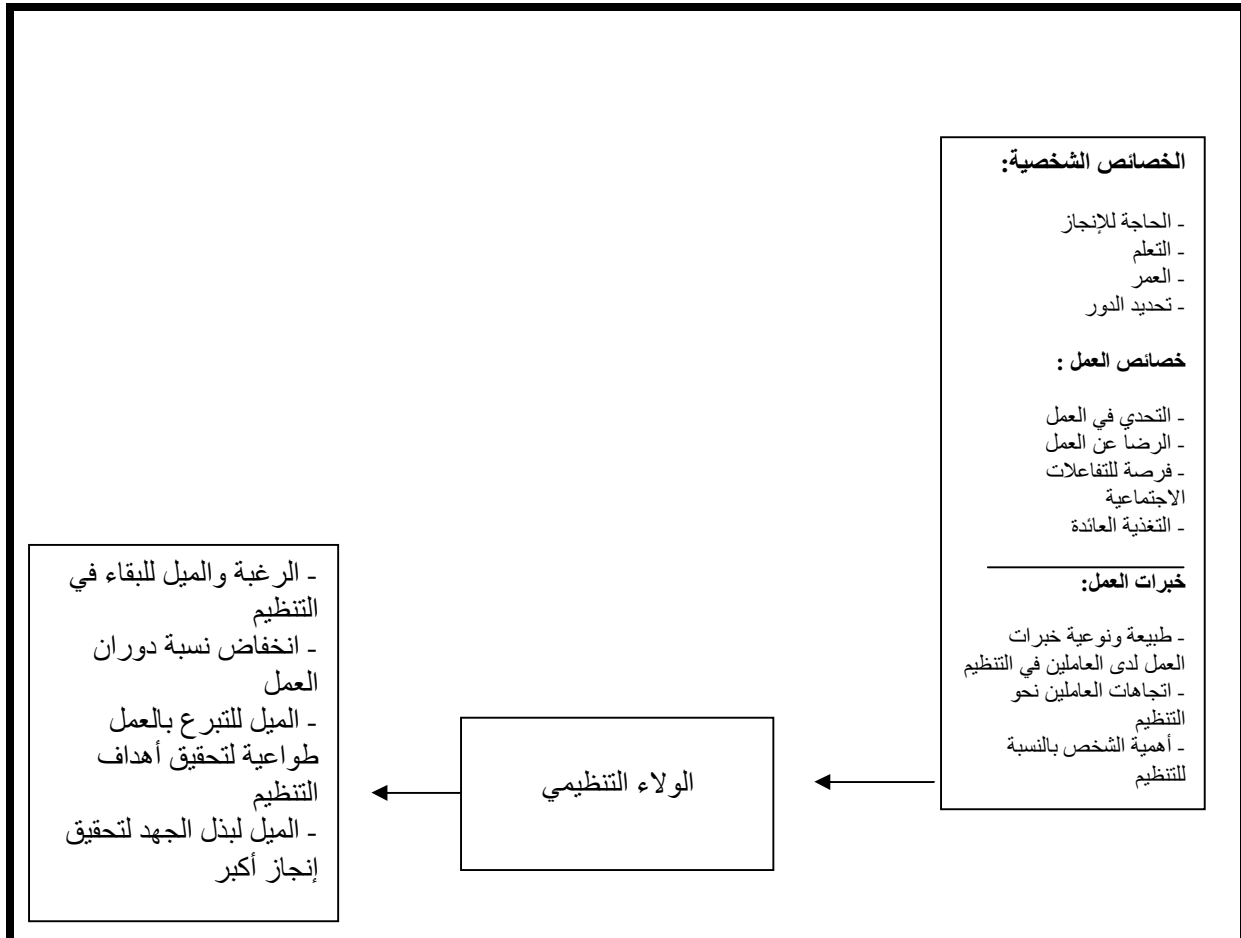 الخصائص الشخصية:
- الحاجة للإنجاز
- التعلم
- العمر
- تحديد الدور
خصائص العمل :
- التحدي في العمل
- الرضا عن العمل
- فرصة للتفاعلات
الاجتماعية
- التغذية العائدة
خبرات العمل:
- طبيعة ونوعية خبرات
العمل لدى العاملين في التنظيم
- اتجاهات العاملين نحو
التنظيم
- أهمية الشخص بالنسبة
للتنظيم
الولاء التنظيمي
- الرغبة والميل للبقاء في
التنظيم
- انخفاض نسبة دوران
العمل
- الميل للتبرع بالعمل
طواعية لتحقيق أهداف
التنظيم
- الميل لبذل الجهد لتحقيق
إنجاز أكبر